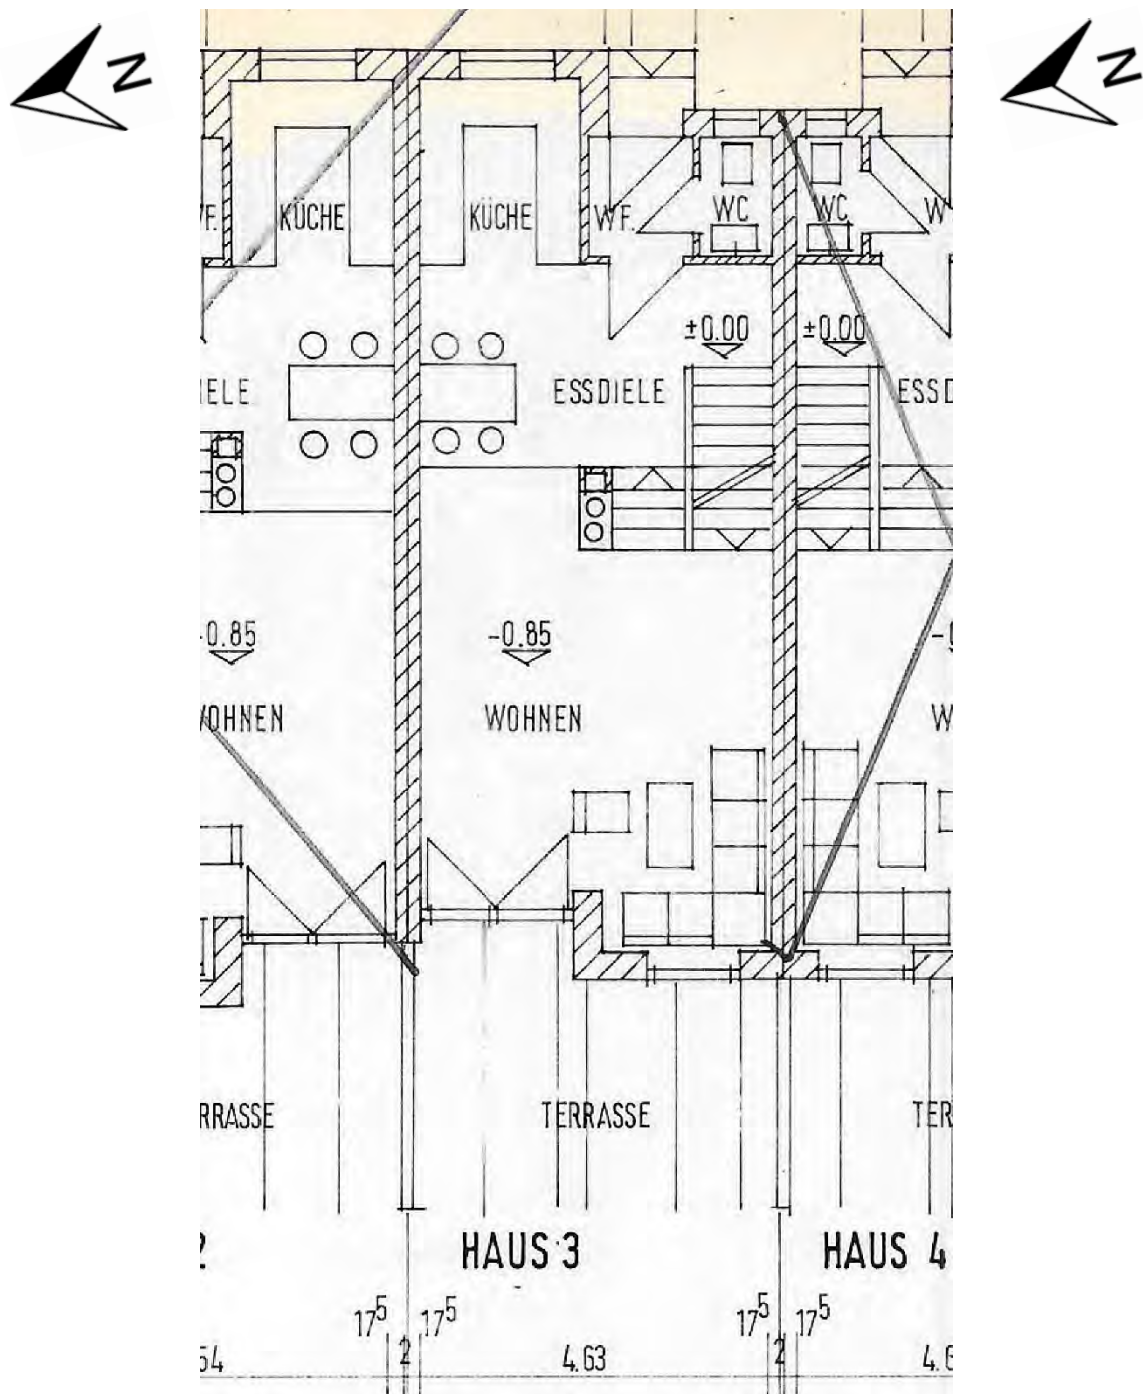 N N
KÜCHE KÜCHE WF. WC WC
±0.00 ±0.00
ESSDIELE
-0.85 -0.85
WOHNEN WOHNEN
TERRASSE
HAUS 3 HAUS 4
17⁵ 17⁵ 17⁵ 17⁵
2 4.63 2